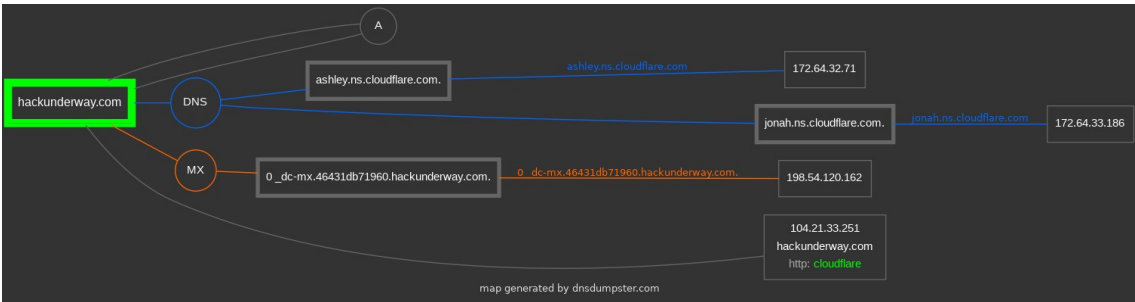 A
hackunderway.com
DNS
ashley.ns.cloudflare.com.
ashley.ns.cloudflare.com
172.64.32.71
jonah.ns.cloudflare.com.
jonah.ns.cloudflare.com
172.64.33.186
MX
0 _dc-mx.46431db71960.hackunderway.com.
0 _dc-mx.46431db71960.hackunderway.com.
198.54.120.162
104.21.33.251
hackunderway.com
http: cloudflare
map generated by dnsdumpster.com